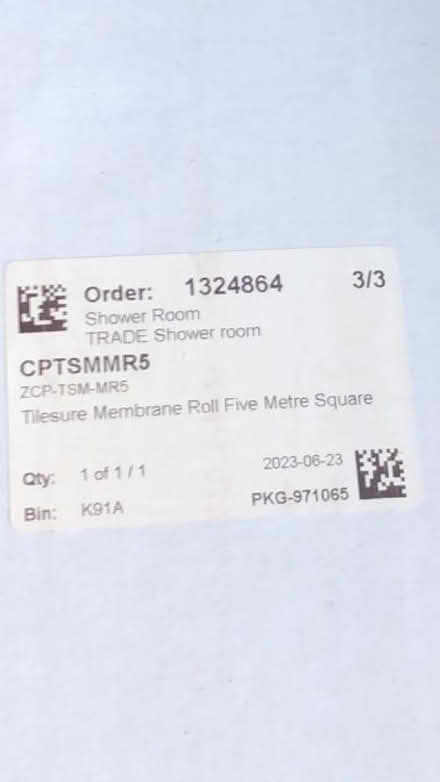 Order: 1324864 3/3
Shower Room
TRADE Shower room
CPTSMMR5
ZCP-TSM-MR5
Tilesure Membrane Roll Five Metre Square
Qty: 1 of 1 / 1 2023-06-23
Bin: K91A PKG-971065